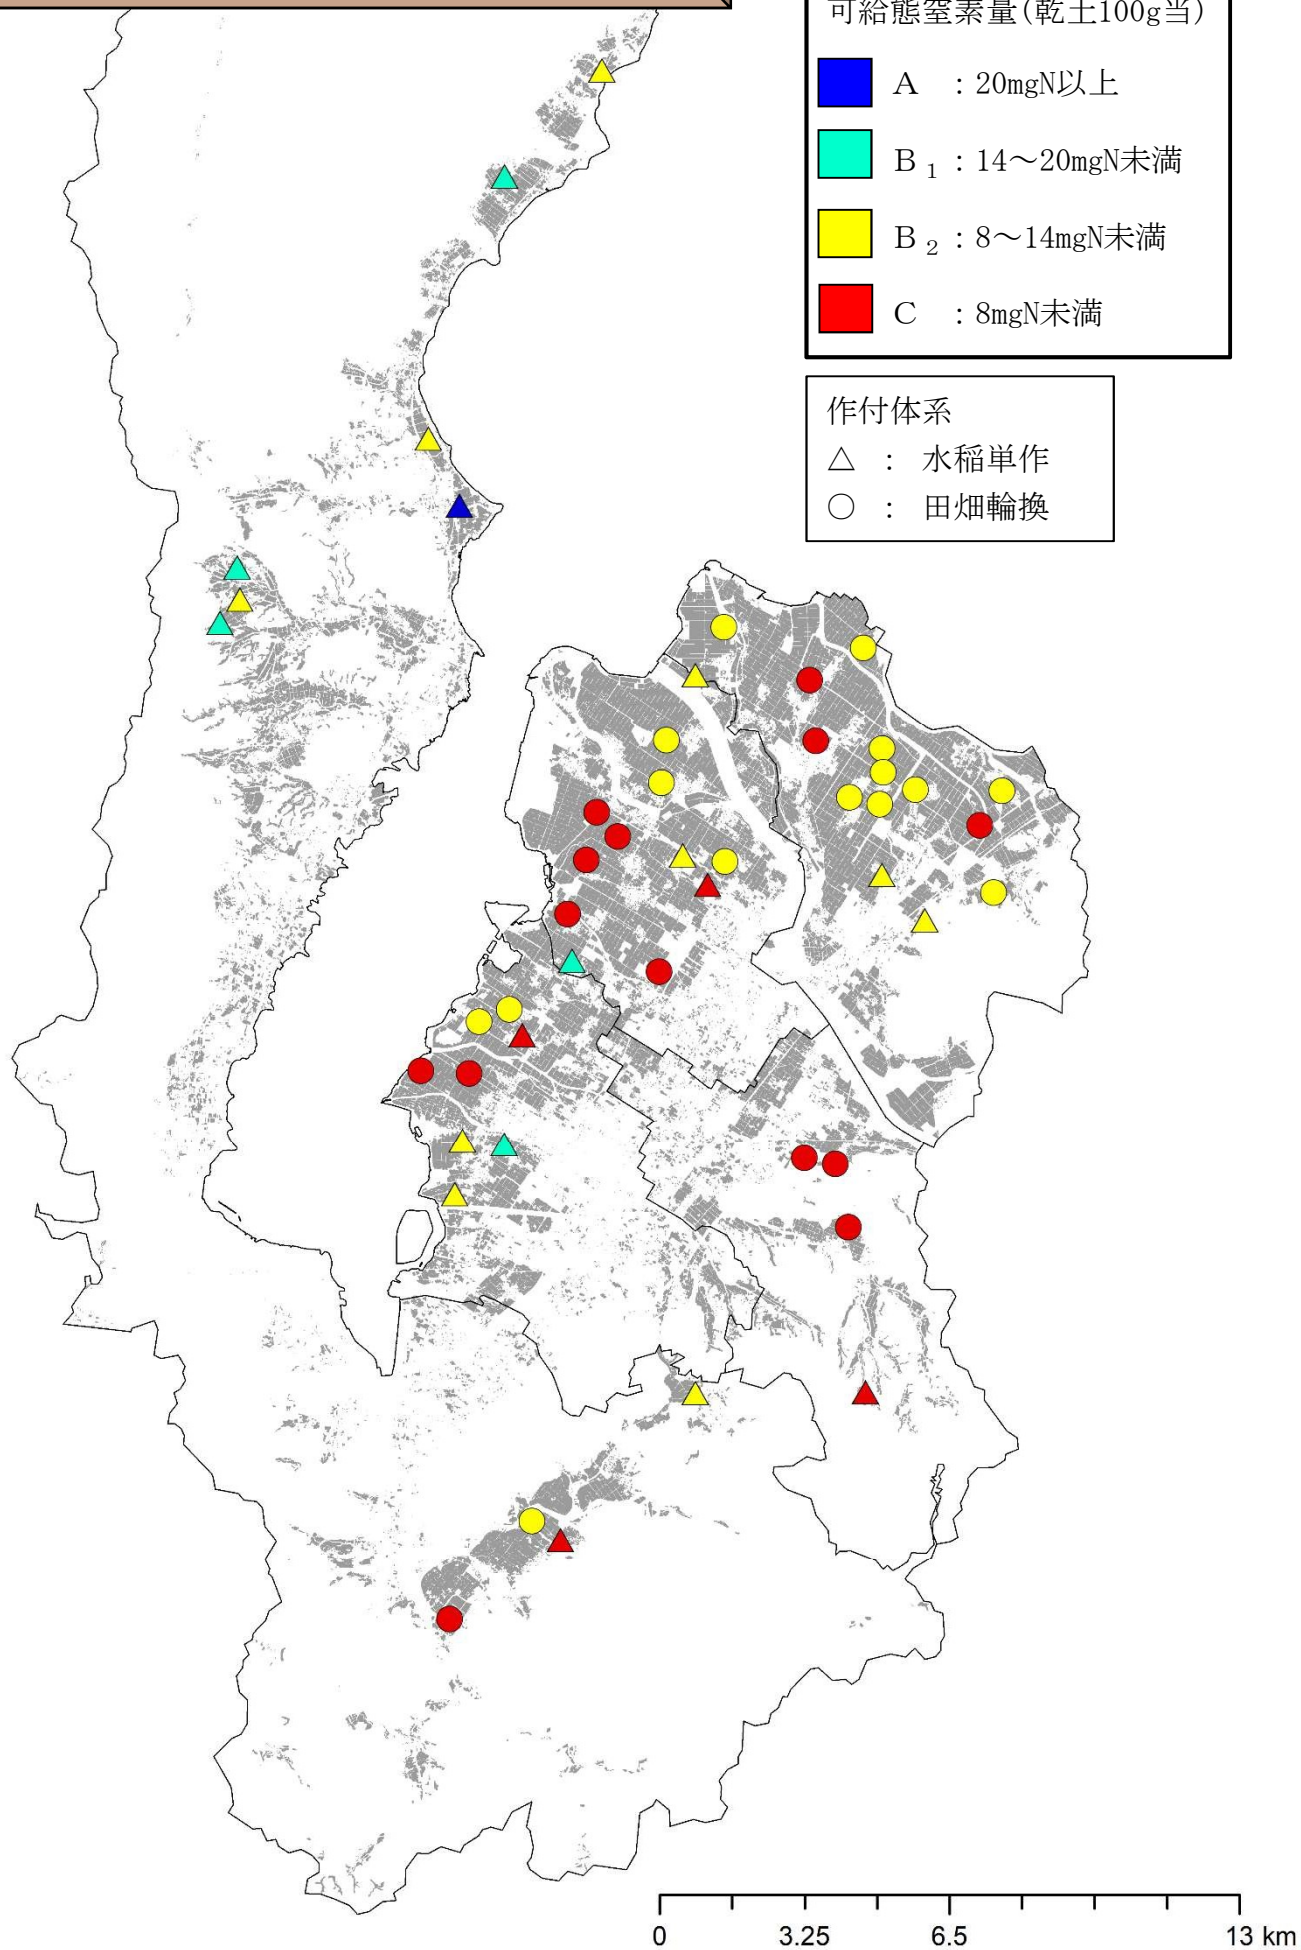 可給態窒素量(乾土100g当)
A : 20mgN以上
B₁ : 14～20mgN未満
B₂ : 8～14mgN未満
C : 8mgN未満
作付体系
△ : 水稲単作
○ : 田畑輪換
0 3.25 6.5 13 km